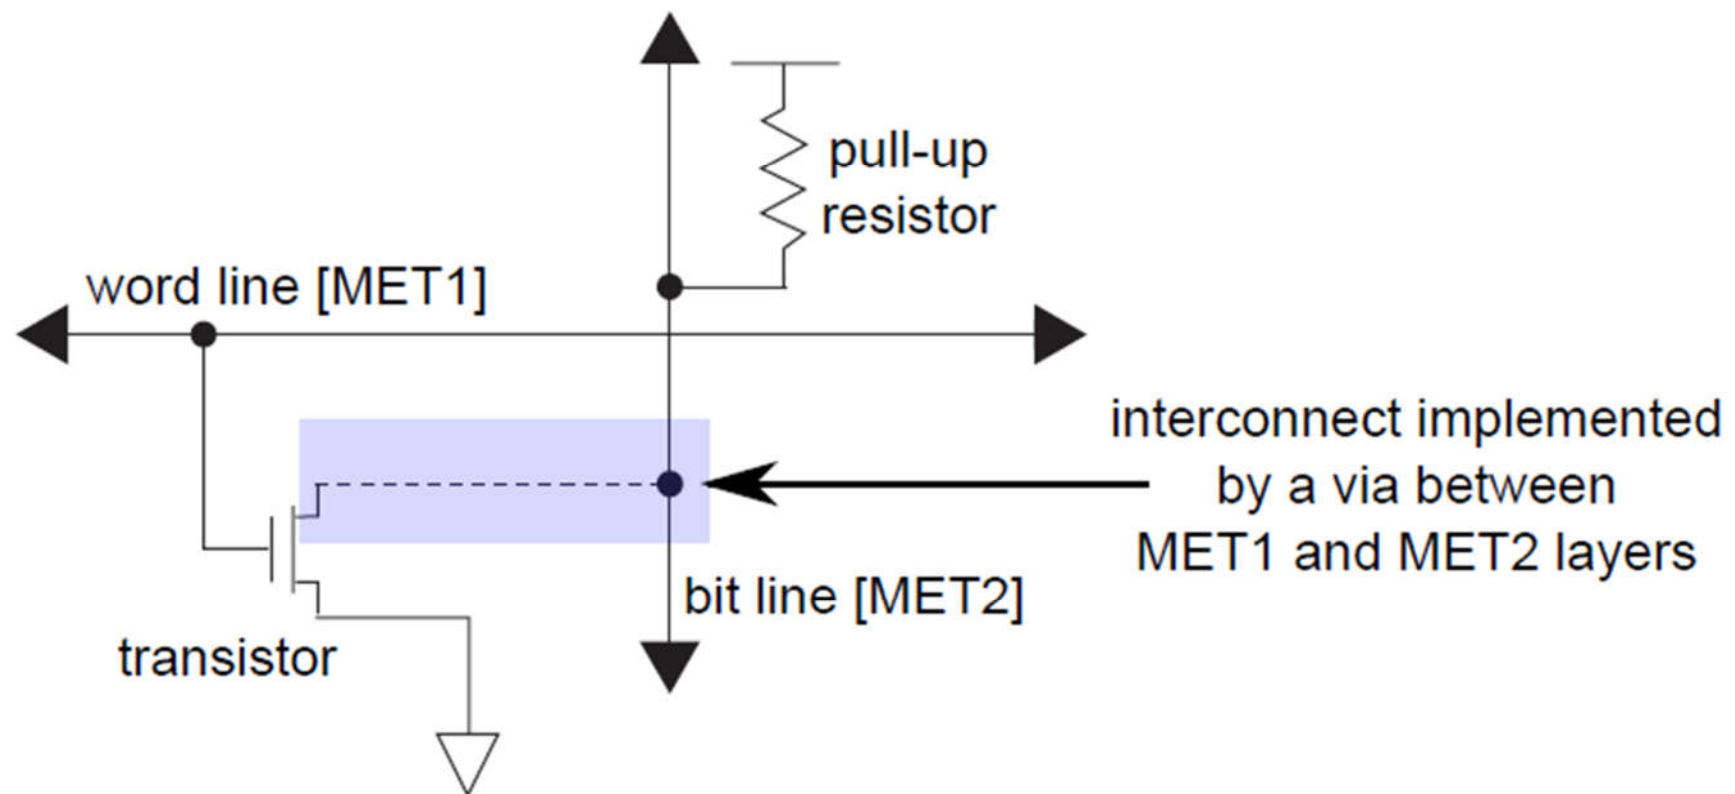 pull-up
resistor
word line [MET1]
interconnect implemented
by a via between
MET1 and MET2 layers
bit line [MET2]
transistor